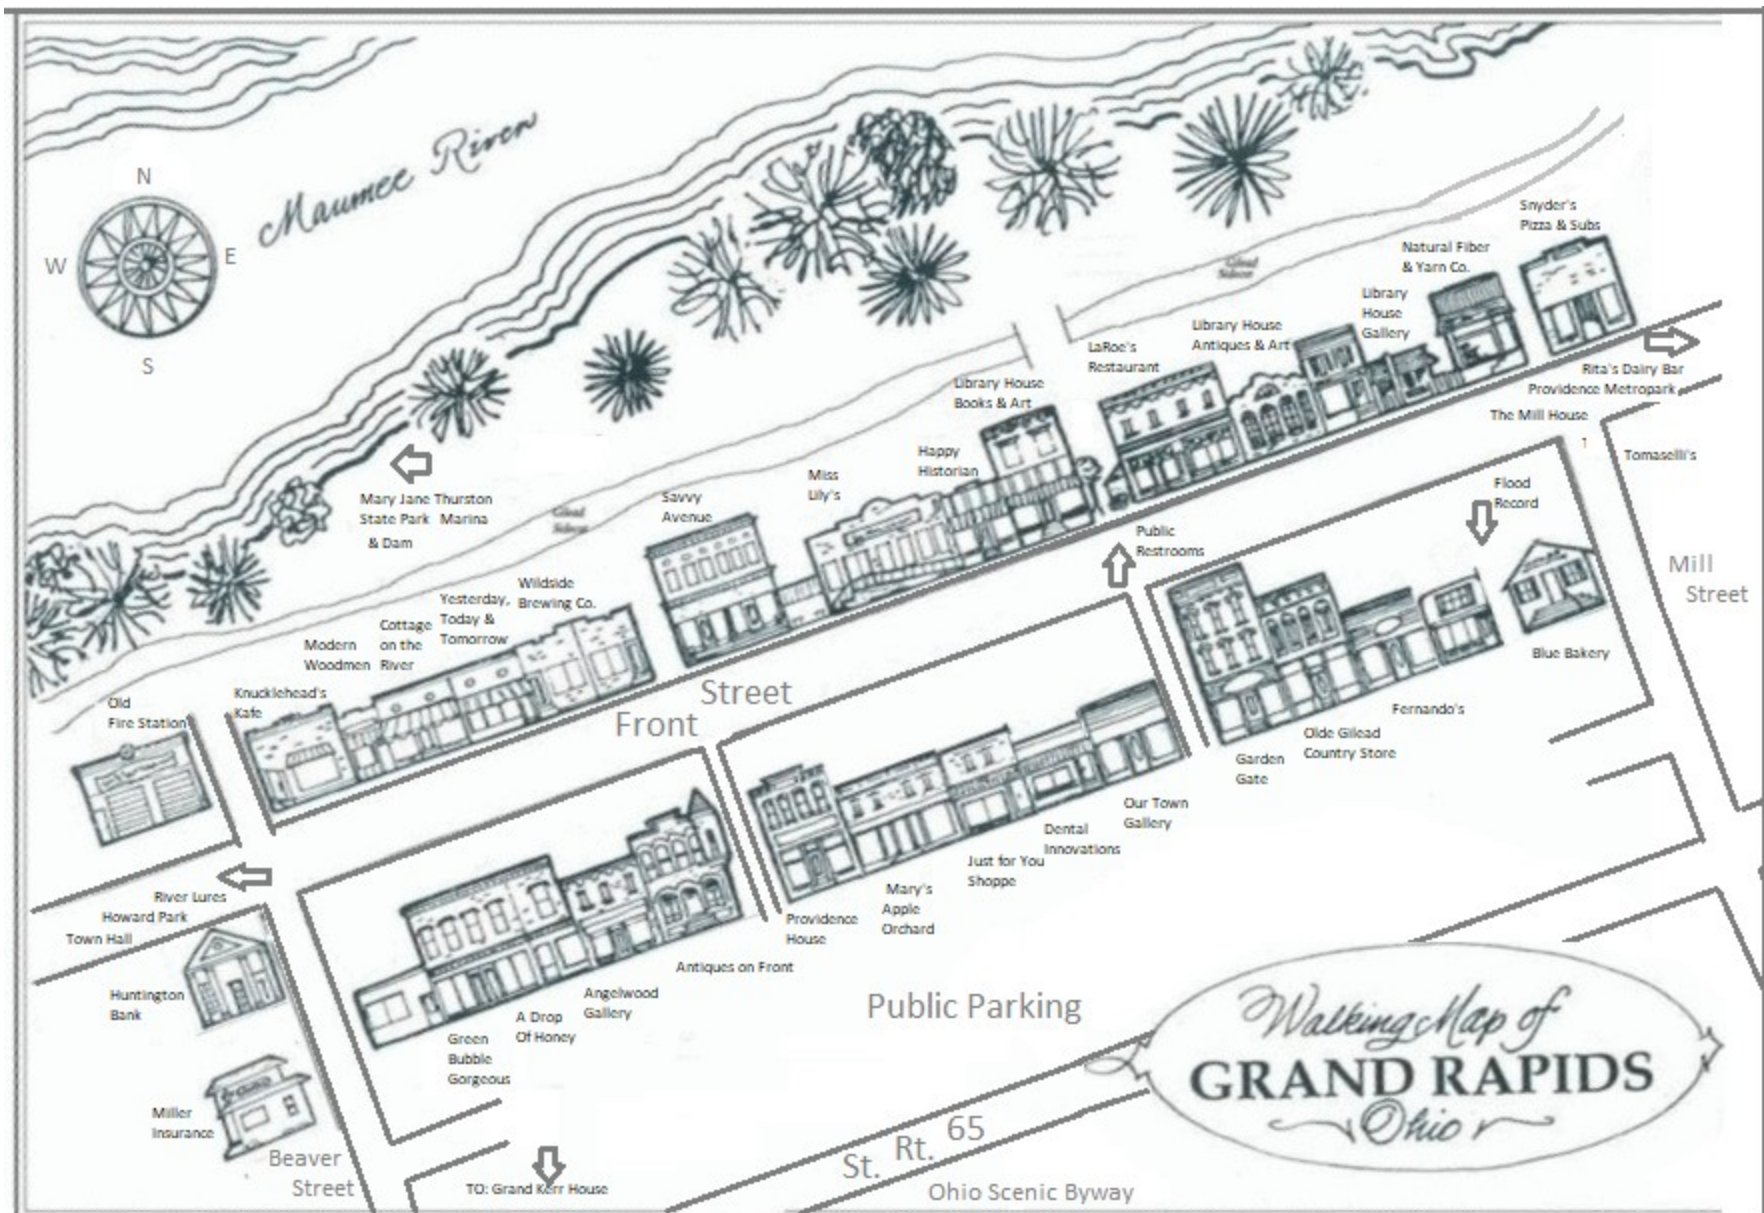 Maumee River
N
W
E
S
Snyder's
Pizza & Subs
Natural Fiber
& Yarn Co.
Library
House
Gallery
Library House
Antiques & Art
LaRoe's
Restaurant
Library House
Books & Art
Happy
Historian
Miss
Lily's
Savvy
Avenue
Wildside
Brewing Co.
Yesterday,
Today &
Tomorrow
Cottage
on the
River
Modern
Woodmen
Knucklehead's
Kafe
Old
Fire Station
Mary Jane Thurston
State Park Marina
& Dam
Rita's Dairy Bar
Providence Metropark
The Mill House
Tomaselli's
Flood
Record
Public
Restrooms
Mill
Street
Blue Bakery
Fernando's
Olde Gilead
Country Store
Garden
Gate
Street
Front
Our Town
Gallery
Dental
Innovations
Just for You
Shoppe
Mary's
Apple
Orchard
Providence
House
Antiques on Front
Angelwood
Gallery
A Drop
Of Honey
Green
Bubble
Gorgeous
River Lures
Howard Park
Town Hall
Huntington
Bank
Miller
Insurance
Beaver
Street
TO: Grand Kerr House
Public Parking
St. Rt. 65
Ohio Scenic Byway
Walking Map of
GRAND RAPIDS
Ohio